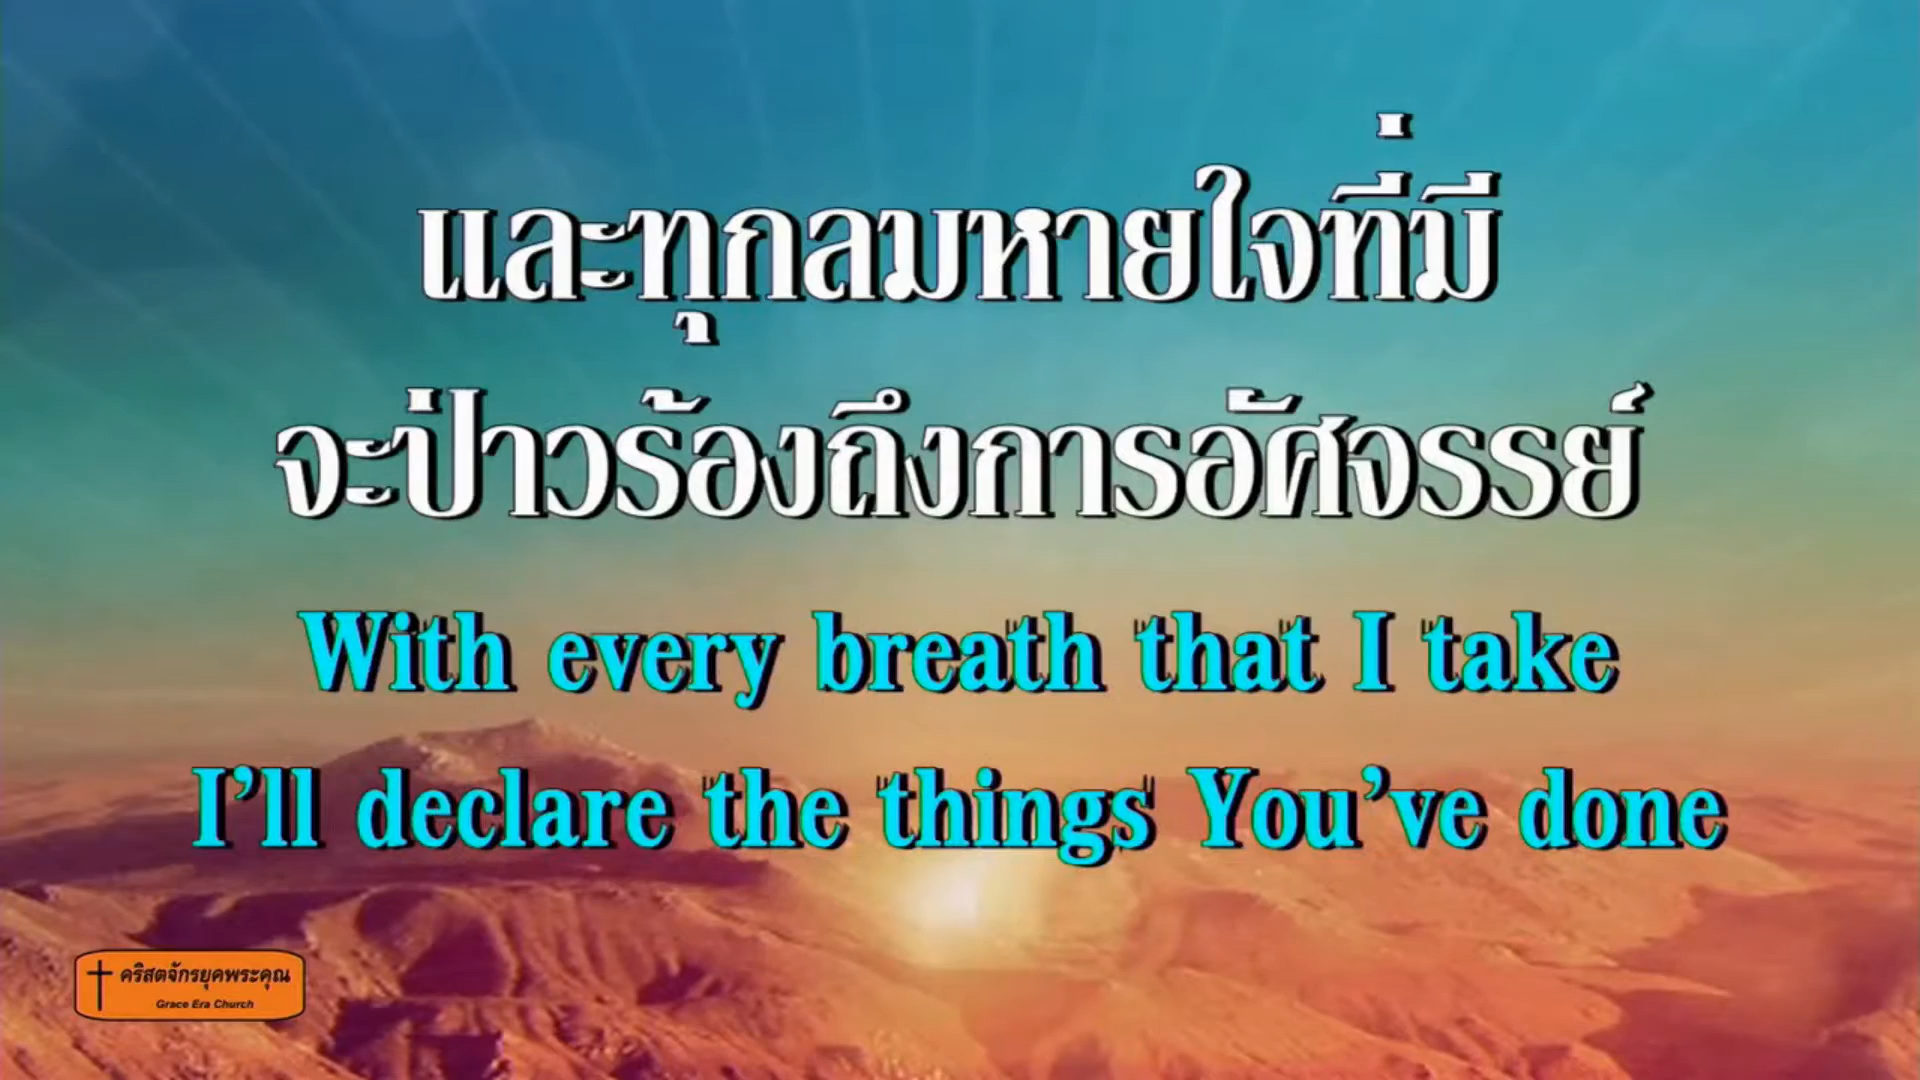 และทุกลมหายใจที่มี
จะป่าวร้องถึงการอัศจรรย์
With every breath that I take
I’ll declare the things You’ve done
คริสตจักรยุคพระคุณ
Grace Era Church